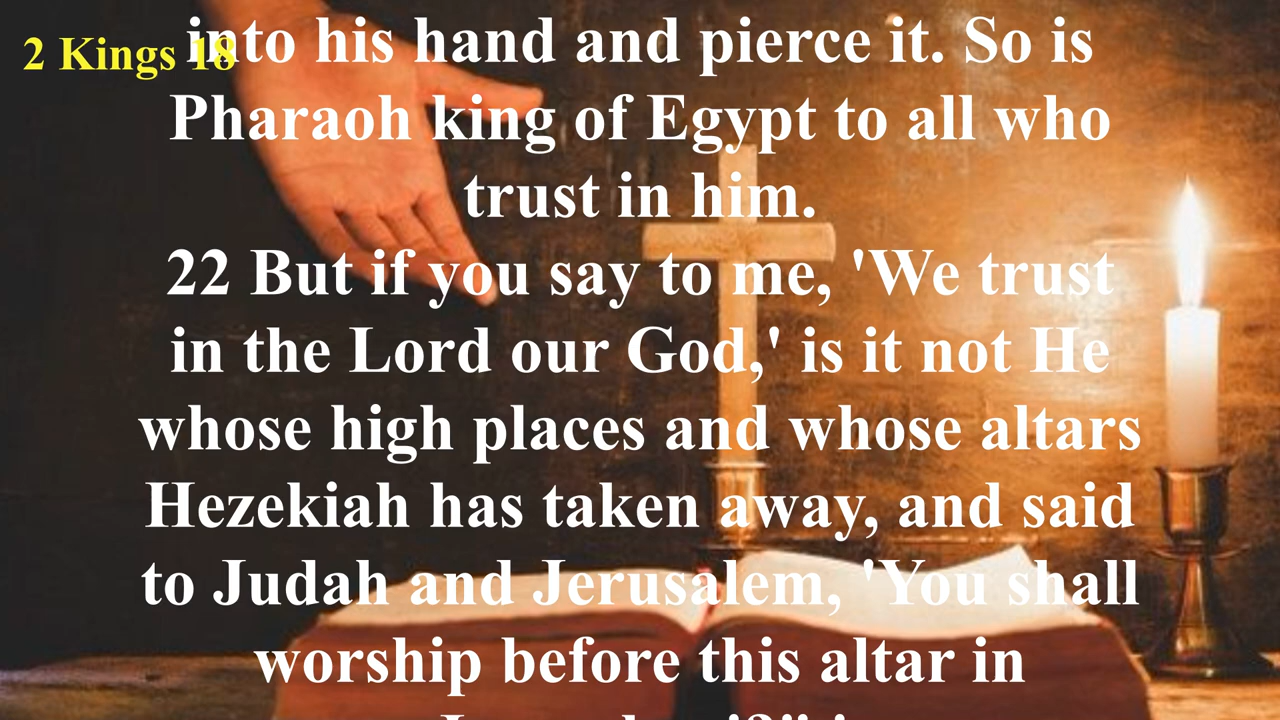 2 Kings 18
into his hand and pierce it. So is
Pharaoh king of Egypt to all who
trust in him.
22 But if you say to me, 'We trust
in the Lord our God,' is it not He
whose high places and whose altars
Hezekiah has taken away, and said
to Judah and Jerusalem, 'You shall
worship before this altar in